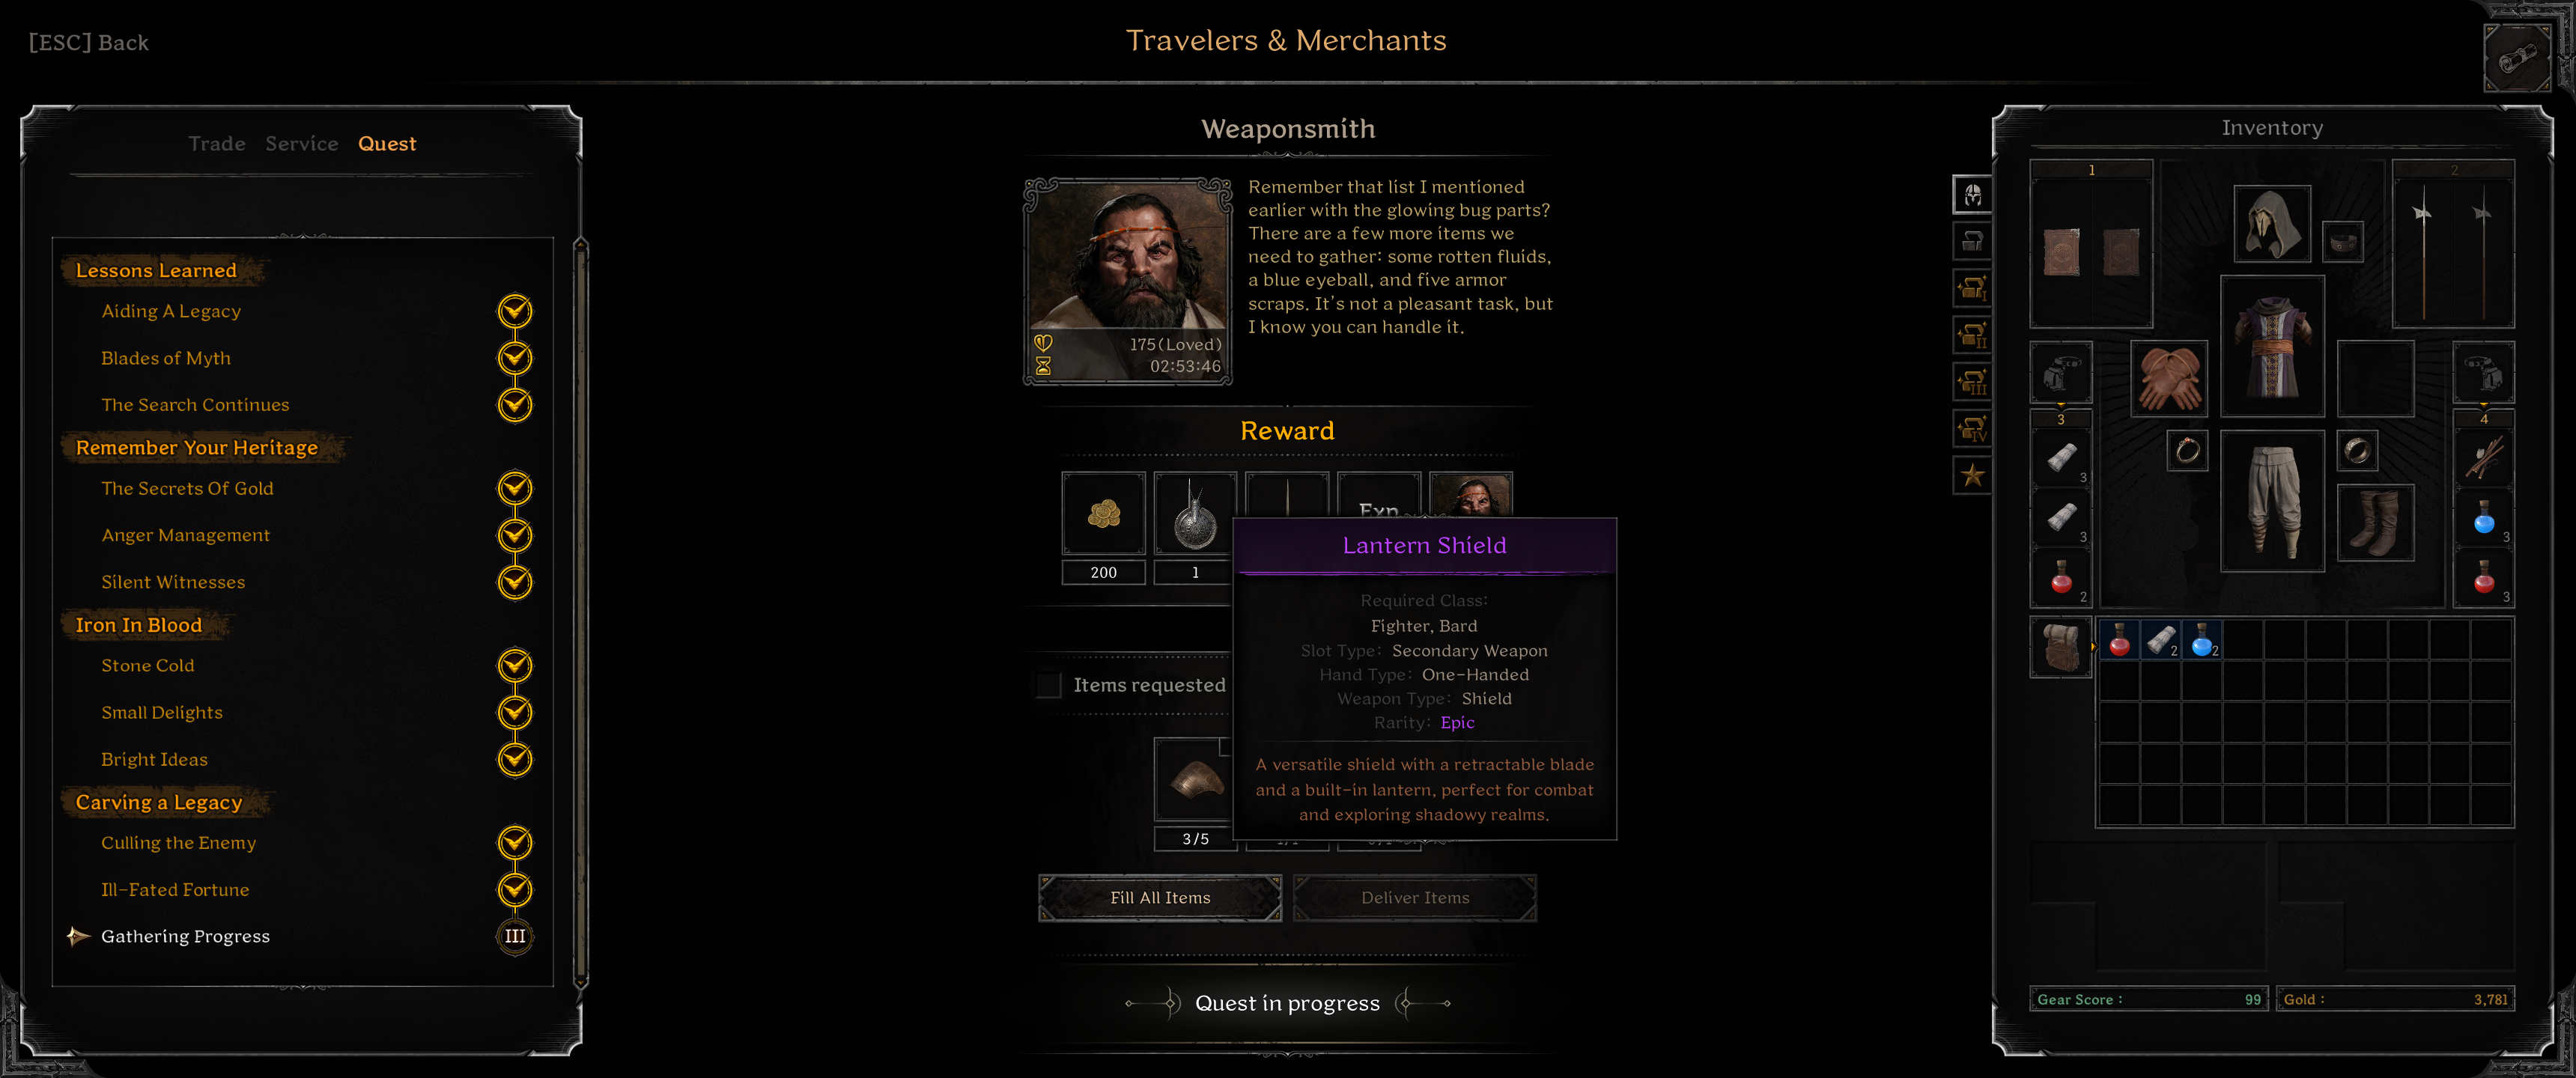 [ESC] Back
Travelers & Merchants
Trade Service Quest
Lessons Learned
Aiding A Legacy
Blades of Myth
The Search Continues
Remember Your Heritage
The Secrets Of Gold
Anger Management
Silent Witnesses
Iron In Blood
Stone Cold
Small Delights
Bright Ideas
Carving a Legacy
Culling the Enemy
Ill-Fated Fortune
Gathering Progress
III
Weaponsmith
Remember that list I mentioned
earlier with the glowing bug parts?
There are a few more items we
need to gather: some rotten fluids,
a blue eyeball, and five armor
scraps. It's not a pleasant task, but
I know you can handle it.
175(Loved)
02:53:46
Reward
200
1
Lantern Shield
Required Class:
Fighter, Bard
Slot Type: Secondary Weapon
Hand Type: One-Handed
Weapon Type: Shield
Rarity: Epic
A versatile shield with a retractable blade
and a built-in lantern, perfect for combat
and exploring shadowy realms.
Items requested
3/5
Fill All Items
Deliver Items
Quest in progress
Inventory
1
2
I
II
III
IV
3
4
3
3
2
3
3
2
2
Gear Score : 99
Gold : 3,781